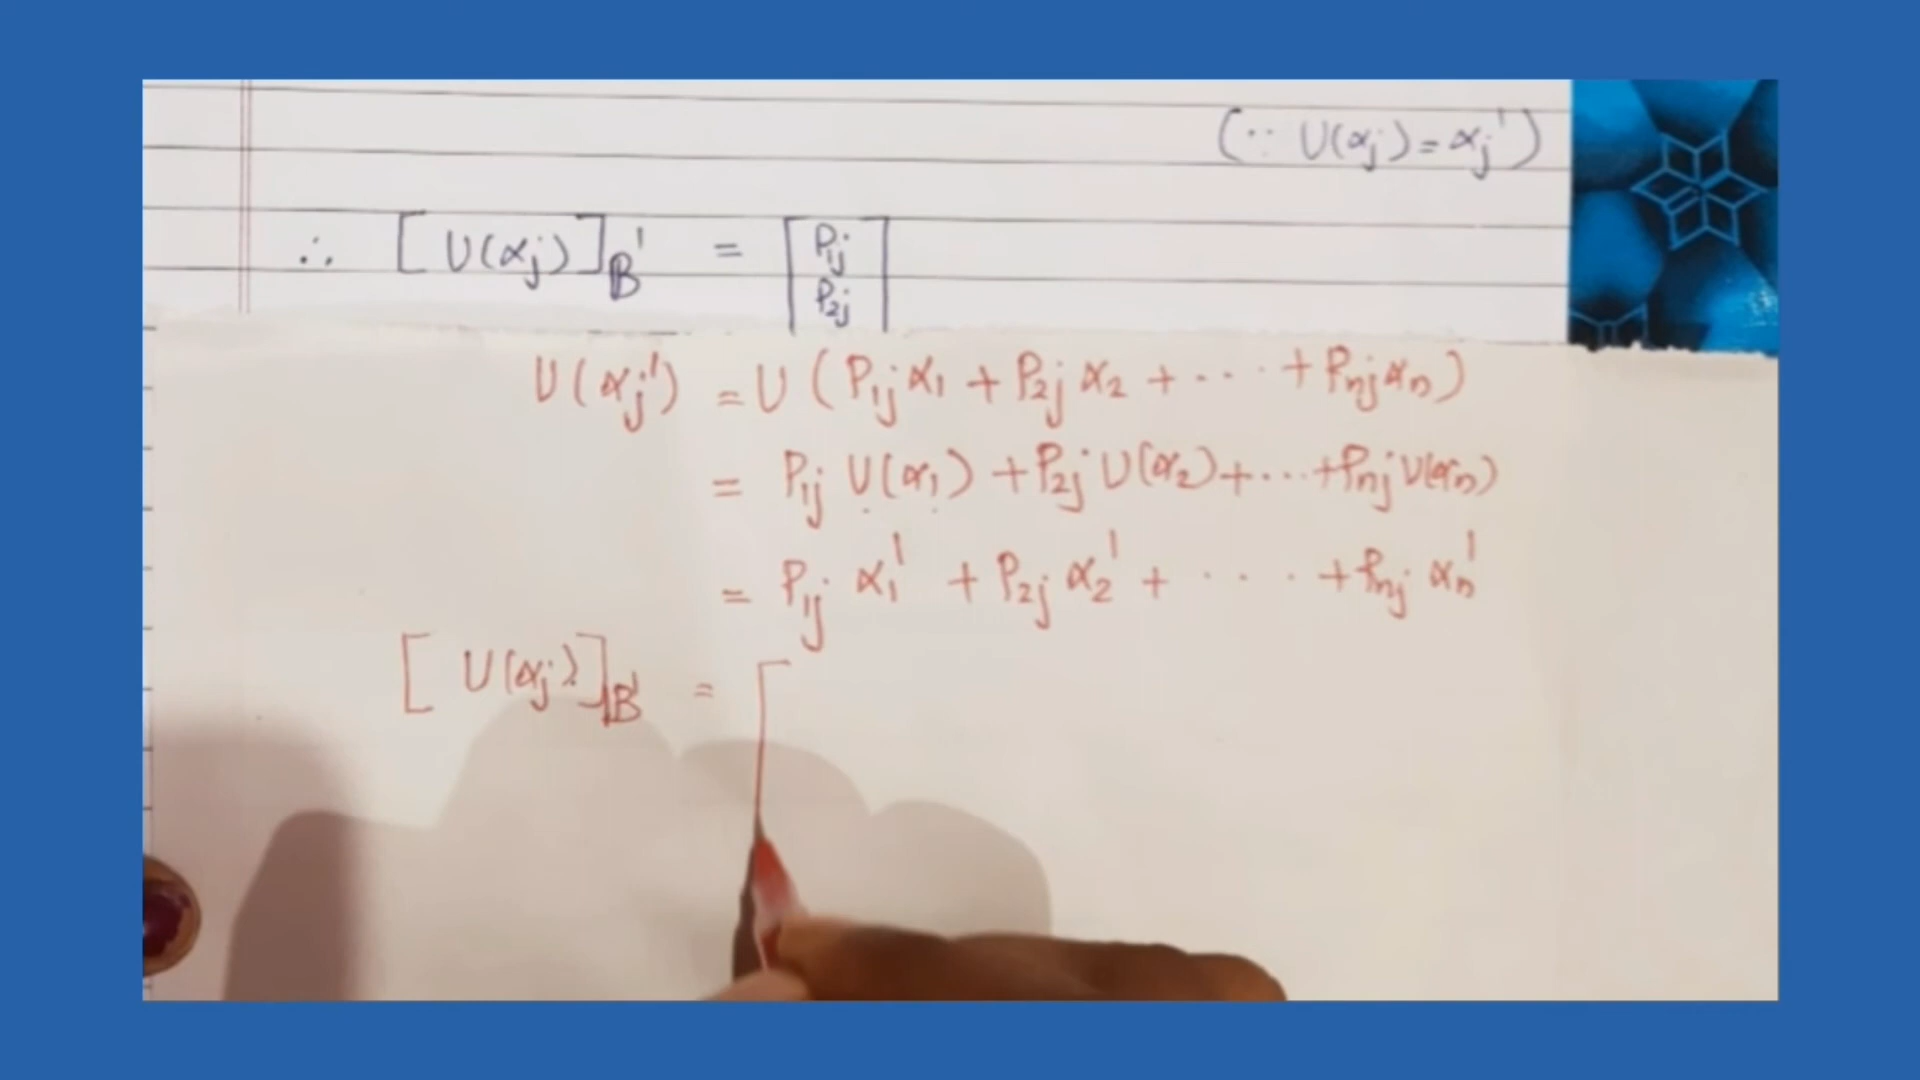 (∵ U(αj) = αj')
∴ [U(αj)]B' = [P1j
P2j
U(αj') = U(P1j α1 + P2j α2 + ... + Pnj αn)
= P1j U(α1) + P2j U(α2) + ... + Pnj U(αn)
= P1j α1' + P2j α2' + .... + Pnj αn'
[U(αj)]B' = [